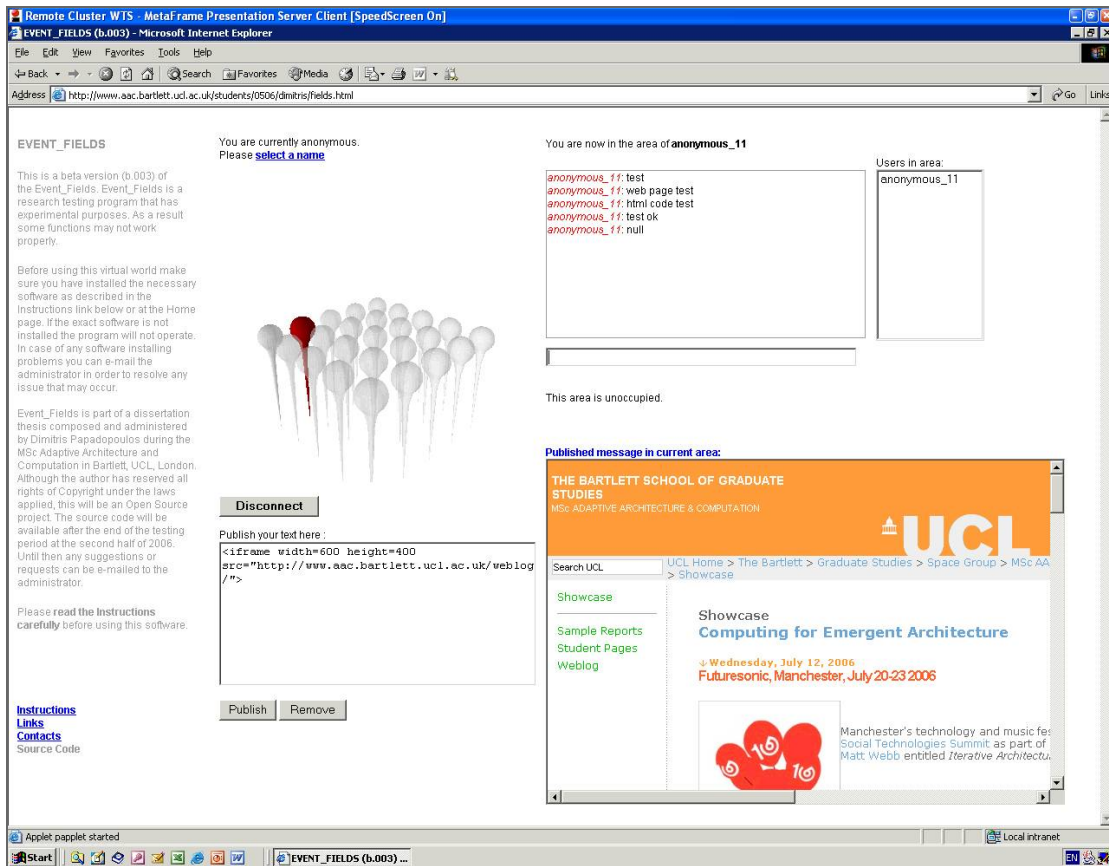 Remote Cluster WTS - MetaFrame Presentation Server Client [SpeedScreen On]
EVENT_FIELDS (b.003) - Microsoft Internet Explorer
File Edit View Favorites Tools Help
Back Search Favorites Media
Address http://www.aac.bartlett.ucl.ac.uk/students/0506/dimitris/fields.html Go Links
EVENT_FIELDS
This is a beta version (b.003) of
the Event_Fields. Event_Fields is a
research testing program that has
experimental purposes. As a result
some functions may not work
properly.
Before using this virtual world make
sure you have installed the necessary
software as described in the
Instructions link below or at the Home
page. If the exact software is not
installed the program will not operate.
In case of any software installing
problems you can e-mail the
administrator in order to resolve any
issue that may occur.
Event_Fields is part of a dissertation
thesis composed and administered
by Dimitris Papadopoulos during the
MSc Adaptive Architecture and
Computation in Bartlett, UCL, London.
Although the author has reserved all
rights of Copyright under the laws
applied, this will be an Open Source
project. The source code will be
available after the end of the testing
period at the second half of 2006.
Until then any suggestions or
requests can be e-mailed to the
administrator.
Please read the Instructions
carefully before using this software.
Instructions
Links
Contacts
Source Code
You are currently anonymous.
Please select a name
Disconnect
Publish your text here :
<iframe width=600 height=400
src="http://www.aac.bartlett.ucl.ac.uk/weblog
/">
Publish Remove
You are now in the area of anonymous_11
Users in area:
anonymous_11
anonymous_11: test
anonymous_11: web page test
anonymous_11: html code test
anonymous_11: test ok
anonymous_11: null
This area is unoccupied.
Published message in current area:
THE BARTLETT SCHOOL OF GRADUATE
STUDIES
MSc ADAPTIVE ARCHITECTURE & COMPUTATION
UCL
Search UCL
UCL Home > The Bartlett > Graduate Studies > Space Group > MSc AA
> Showcase
Showcase
Sample Reports
Student Pages
Weblog
Showcase
Computing for Emergent Architecture
Wednesday, July 12, 2006
Futuresonic, Manchester, July 20-23 2006
Manchester's technology and music fes
Social Technologies Summit as part of
Matt Webb entitled Iterative Architectu
Applet papplet started
Local intranet
Start
EVENT_FIELDS (b.003) ...
EN